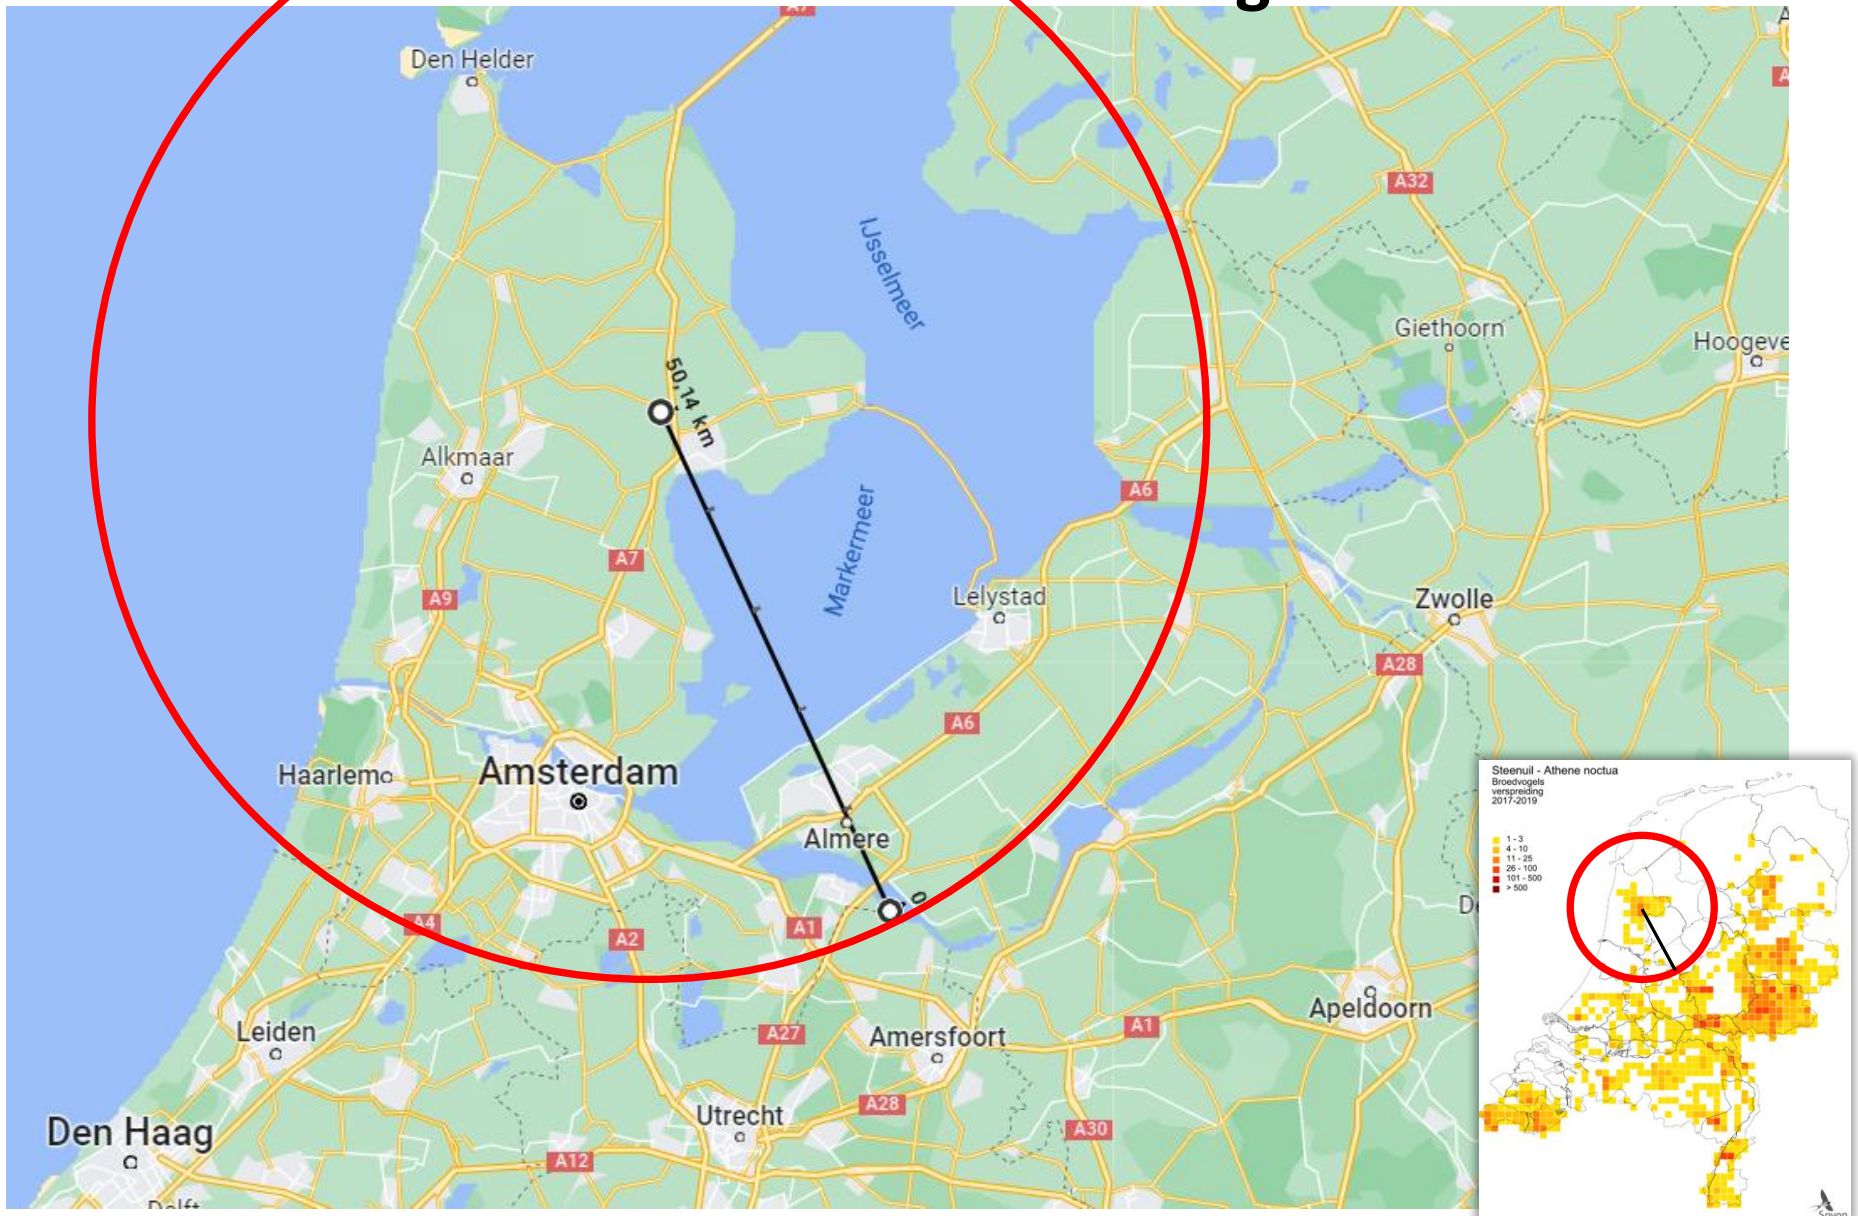 A7
Den Helder
A32
IJsselmeer
Giethoorn
50,14 km
Alkmaar
Markermeer
A6
A7
Lelystad
A9
Zwolle
A28
A6
Haarlem
Amsterdam
Almere
0
A4
A2
A1
Apeldoorn
Leiden
A27
Amersfoort
A1
A28
Utrecht
Den Haag
A30
A12
Steenuil - Athene noctua
Broedvogels
verspreiding
2017-2019
1 - 3
4 - 10
11 - 25
26 - 100
101 - 500
> 500